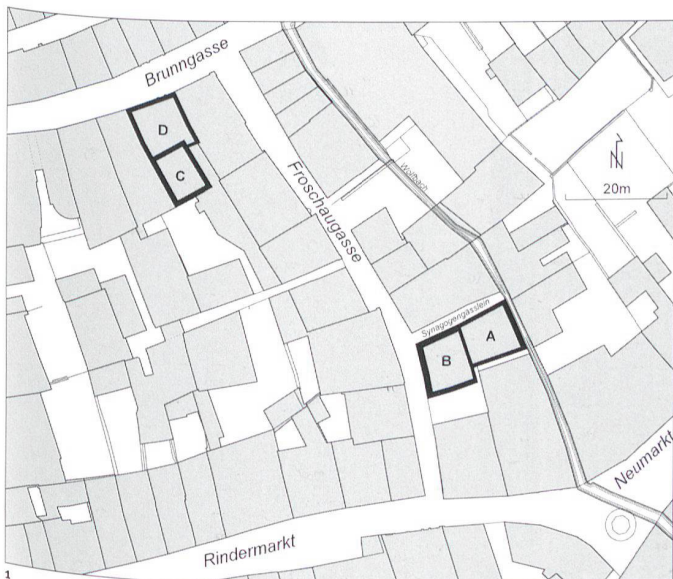 Brunngasse
D
C
Froschaugasse
Wolfbach
N
20m
Synagogengässlein
A
B
Neumarkt
Rindermarkt
1